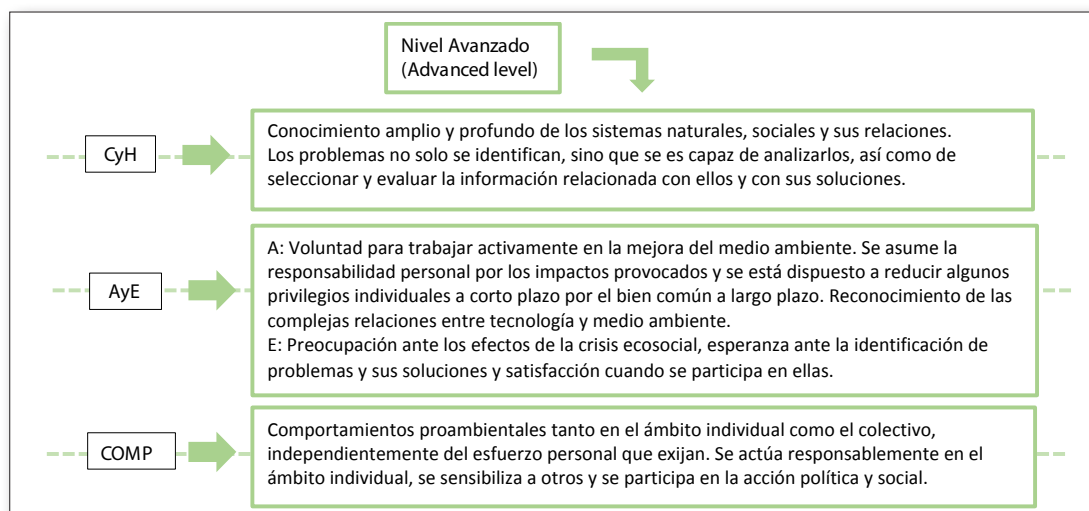 Nivel Avanzado
(Advanced level)
CyH
Conocimiento amplio y profundo de los sistemas naturales, sociales y sus relaciones.
Los problemas no solo se identifican, sino que se es capaz de analizarlos, así como de
seleccionar y evaluar la información relacionada con ellos y con sus soluciones.
AyE
A: Voluntad para trabajar activamente en la mejora del medio ambiente. Se asume la
responsabilidad personal por los impactos provocados y se está dispuesto a reducir algunos
privilegios individuales a corto plazo por el bien común a largo plazo. Reconocimiento de las
complejas relaciones entre tecnología y medio ambiente.
E: Preocupación ante los efectos de la crisis ecosocial, esperanza ante la identificación de
problemas y sus soluciones y satisfacción cuando se participa en ellas.
COMP
Comportamientos proambientales tanto en el ámbito individual como el colectivo,
independientemente del esfuerzo personal que exijan. Se actúa responsablemente en el
ámbito individual, se sensibiliza a otros y se participa en la acción política y social.